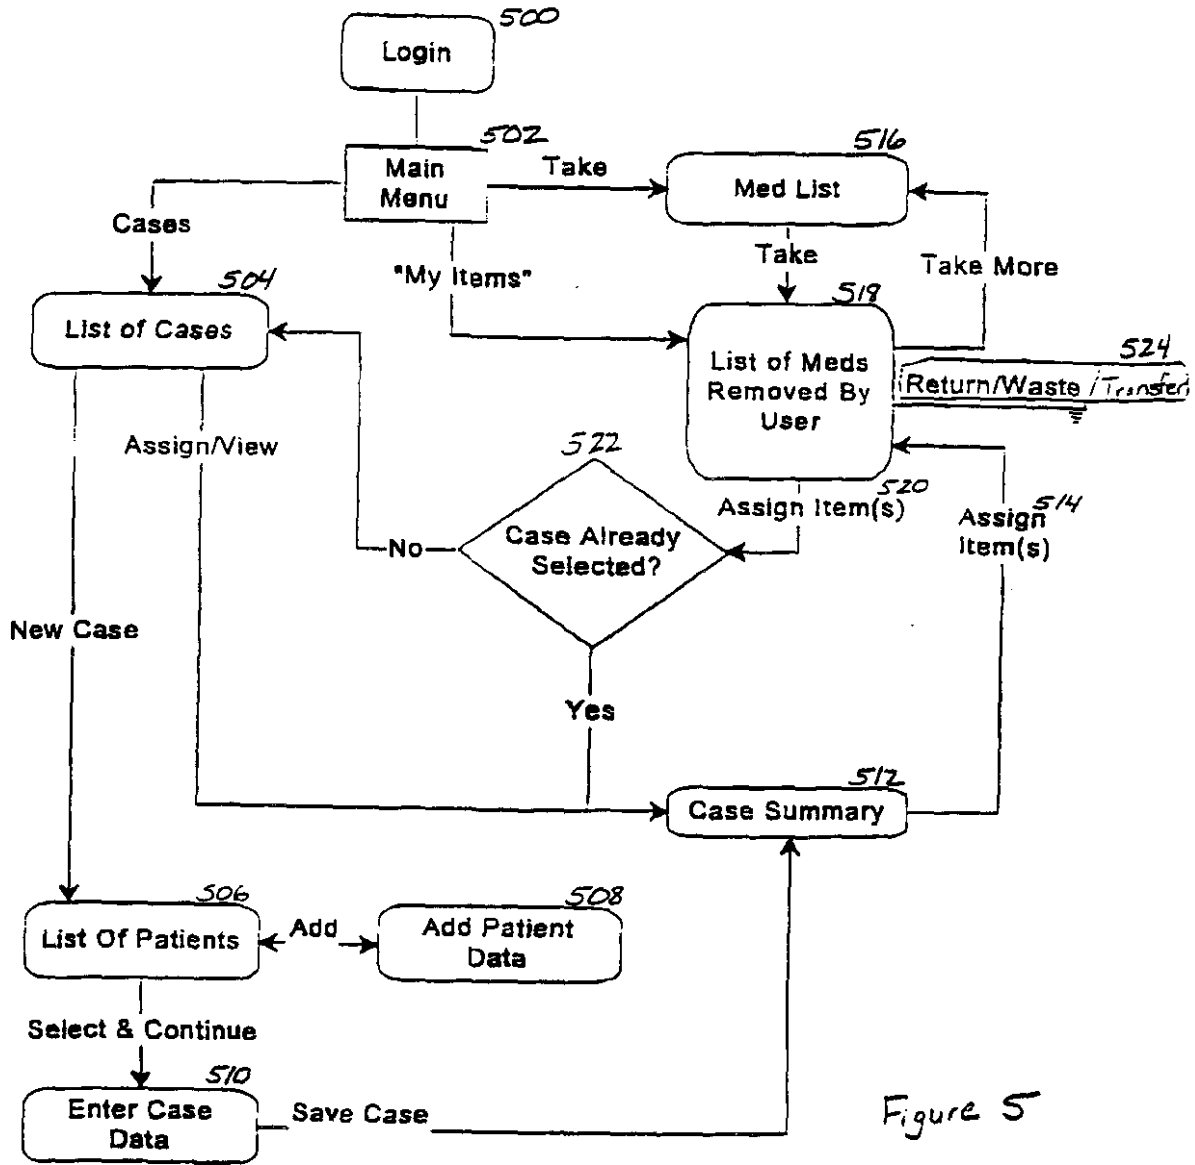 500
Login
502
Main
Menu
Take
516
Med List
Cases
"My Items"
Take
Take More
504
List of Cases
518
List of Meds
Removed By
User
524
Return/Waste / Transfer
Assign/View
522
Case Already
Selected?
No
Assign Item(s) 520
Assign 514
Item(s)
New Case
Yes
512
Case Summary
506
List Of Patients
Add
508
Add Patient
Data
Select & Continue
510
Enter Case
Data
Save Case
Figure 5